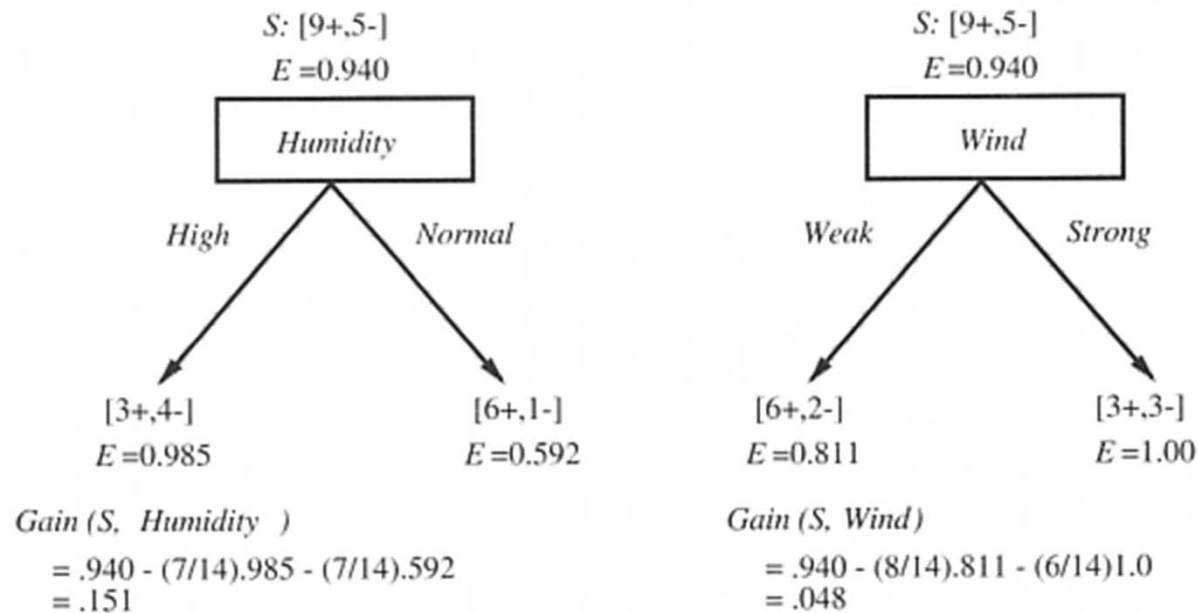 S: [9+,5-]
E =0.940
Humidity
High
Normal
[3+,4-]
E =0.985
[6+,1-]
E =0.592
Gain (S, Humidity )
= .940 - (7/14).985 - (7/14).592
= .151
S: [9+,5-]
E =0.940
Wind
Weak
Strong
[6+,2-]
E =0.811
[3+,3-]
E =1.00
Gain (S, Wind)
= .940 - (8/14).811 - (6/14)1.0
= .048